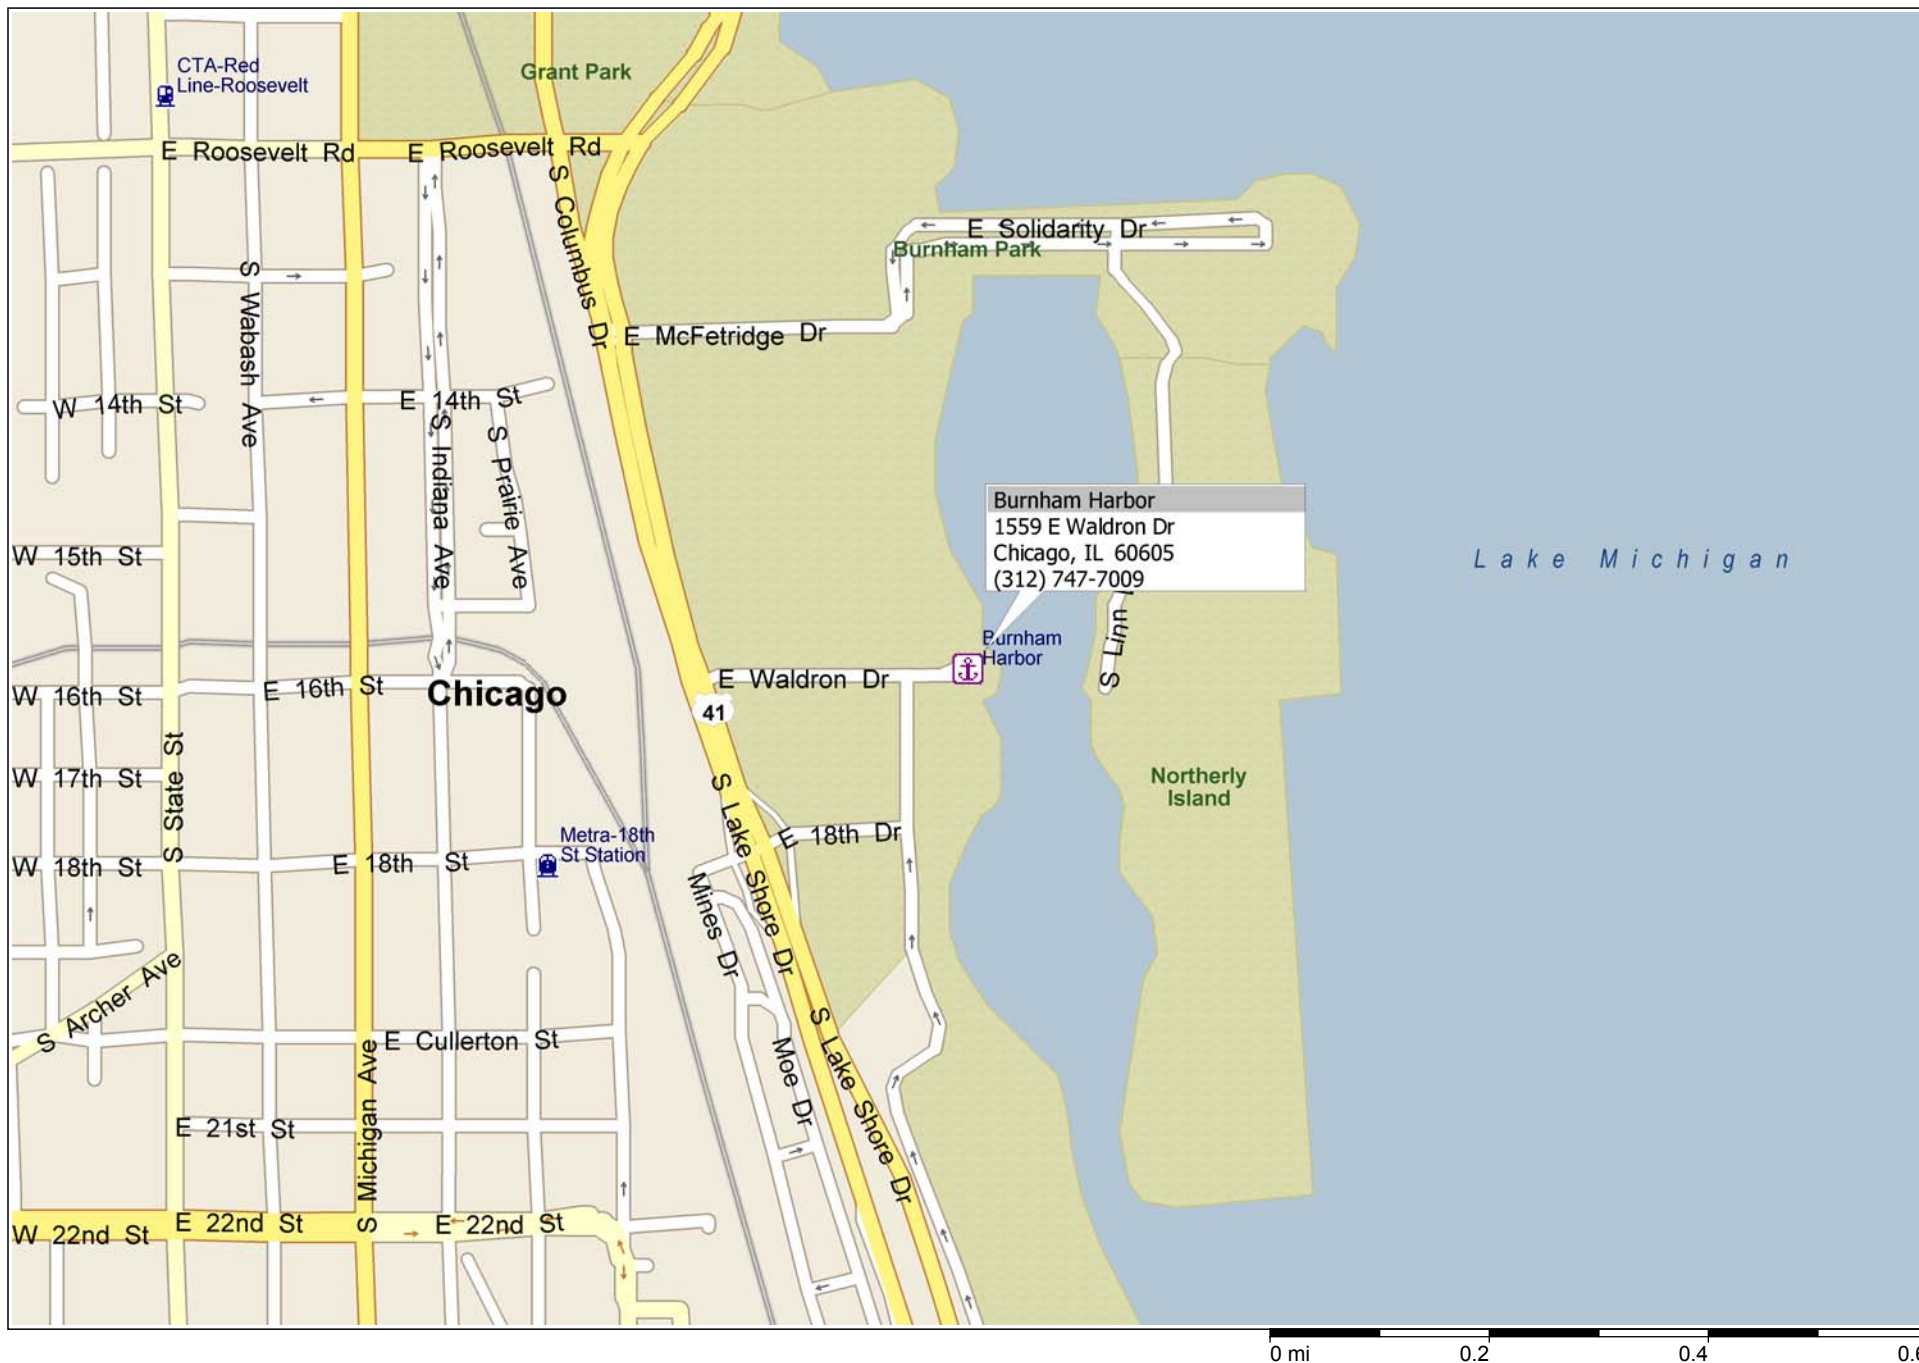 CTA-Red
Line-Roosevelt
Grant Park
E Roosevelt Rd
E Roosevelt Rd
S Columbus Dr
E Solidarity Dr
Burnham Park
S Wabash Ave
E McFetridge Dr
W 14th St
E 14th St
S Indiana Ave
S Prairie Ave
Burnham Harbor
1559 E Waldron Dr
Chicago, IL 60605
(312) 747-7009
W 15th St
Lake Michigan
Burnham
Harbor
S Linn
E Waldron Dr
W 16th St
E 16th St
Chicago
41
S State St
W 17th St
Northerly
Island
S Lake Shore Dr
Metra-18th
St Station
E 18th Dr
W 18th St
E 18th St
Mines Dr
S Archer Ave
S Lake Shore Dr
E Cullerton St
Moe Dr
S Michigan Ave
E 21st St
W 22nd St
E 22nd St
E 22nd St
0 mi 0.2 0.4